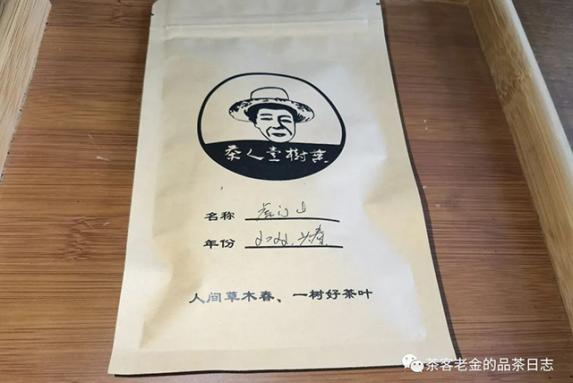 茶人壹樹葉
名称
年份
人间草木春、一树好茶叶
茶客老金的品茶日志